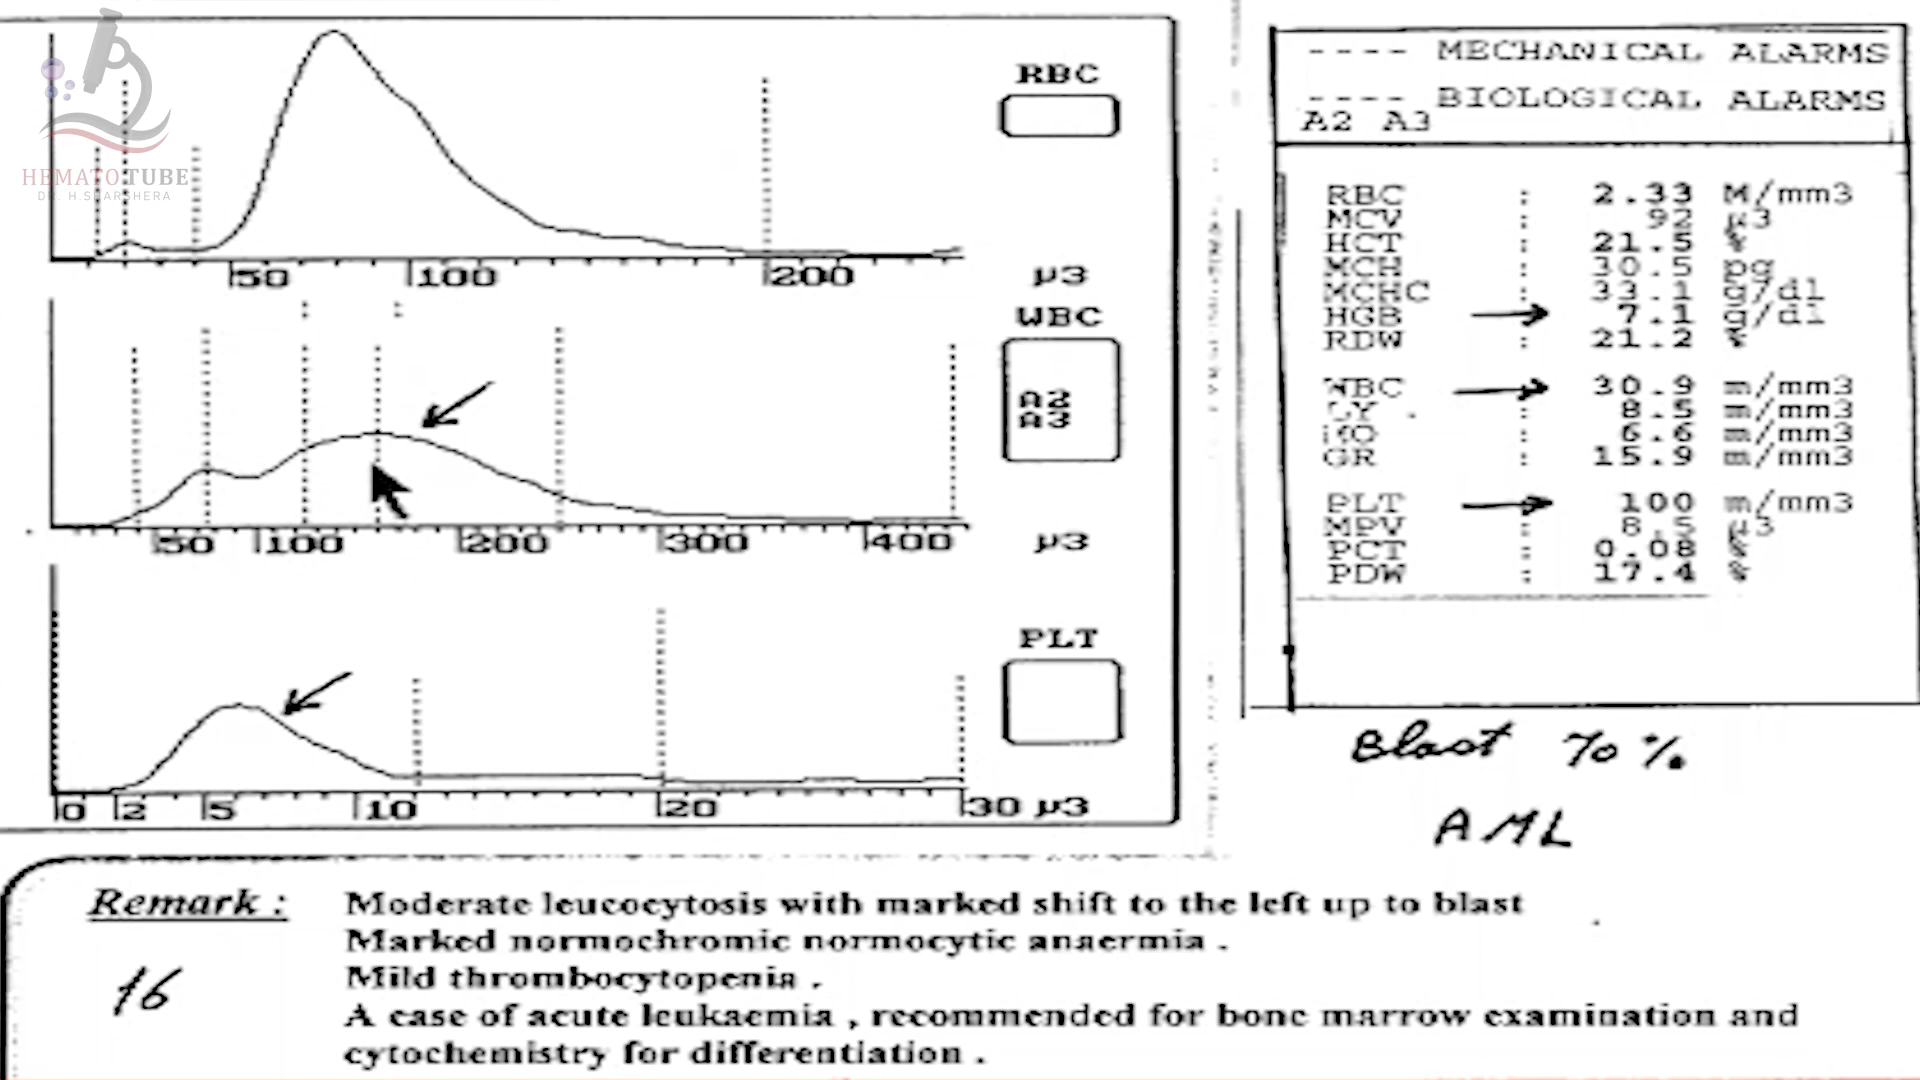 HEMATO TUBE
DR. H.SHARSHERA
RBC
50 100 200 µ3
WBC
A2
A3
50 100 200 300 400 µ3
PLT
0 2 5 10 20 30 µ3
---- MECHANICAL ALARMS
---- BIOLOGICAL ALARMS
A2 A3
RBC : 2.33 M/mm3
MCV : 92 µ3
HCT : 21.5 %
MCH : 30.5 pg
MCHC : 33.1 g/dl
HGB : 7.1 g/dl
RDW : 21.2 %
WBC : 30.9 m/mm3
LY : 8.5 m/mm3
MO : 6.6 m/mm3
GR : 15.9 m/mm3
PLT : 100 m/mm3
MPV : 8.5 µ3
PCT : 0.08 %
PDW : 17.4 %
Blast 70%
AML
Remark :
Moderate leucocytosis with marked shift to the left up to blast
Marked normochromic normocytic anaermia .
Mild thrombocytopenia .
16
A case of acute leukaemia , recommended for bone marrow examination and
cytochemistry for differentiation .